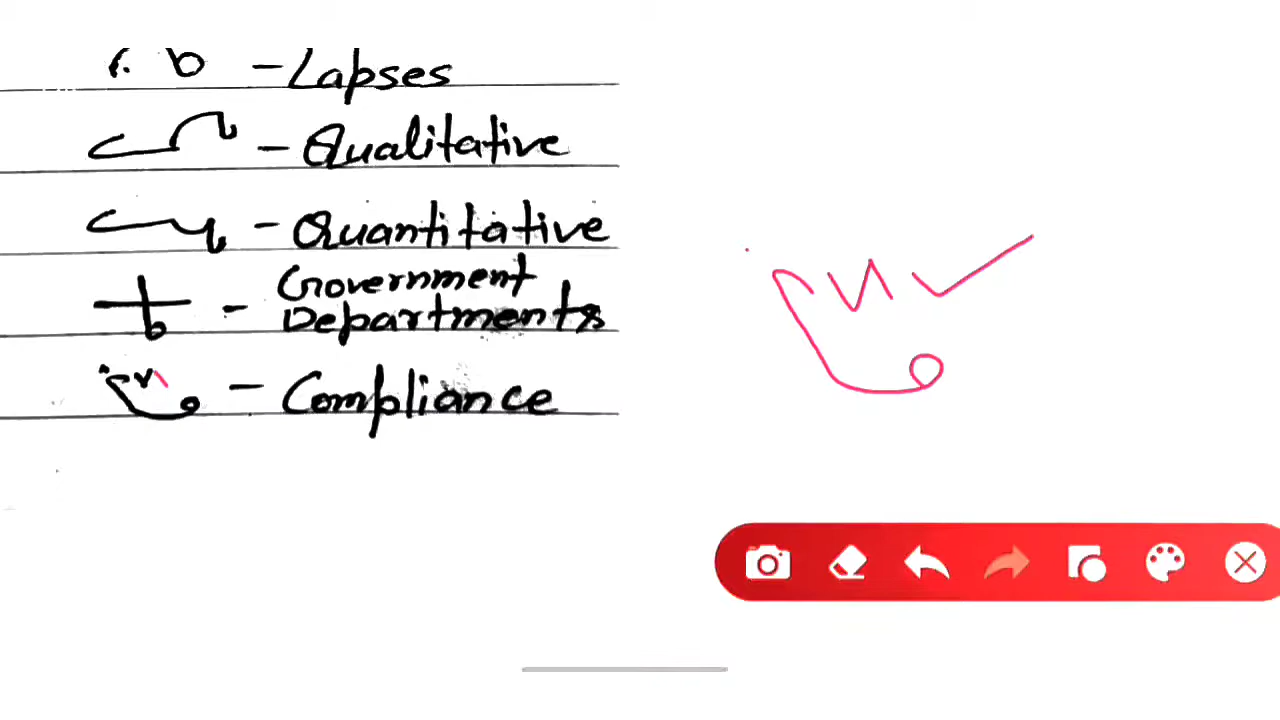 - Lapses
- Qualitative
- Quantitative
- Government
Departments
- Compliance